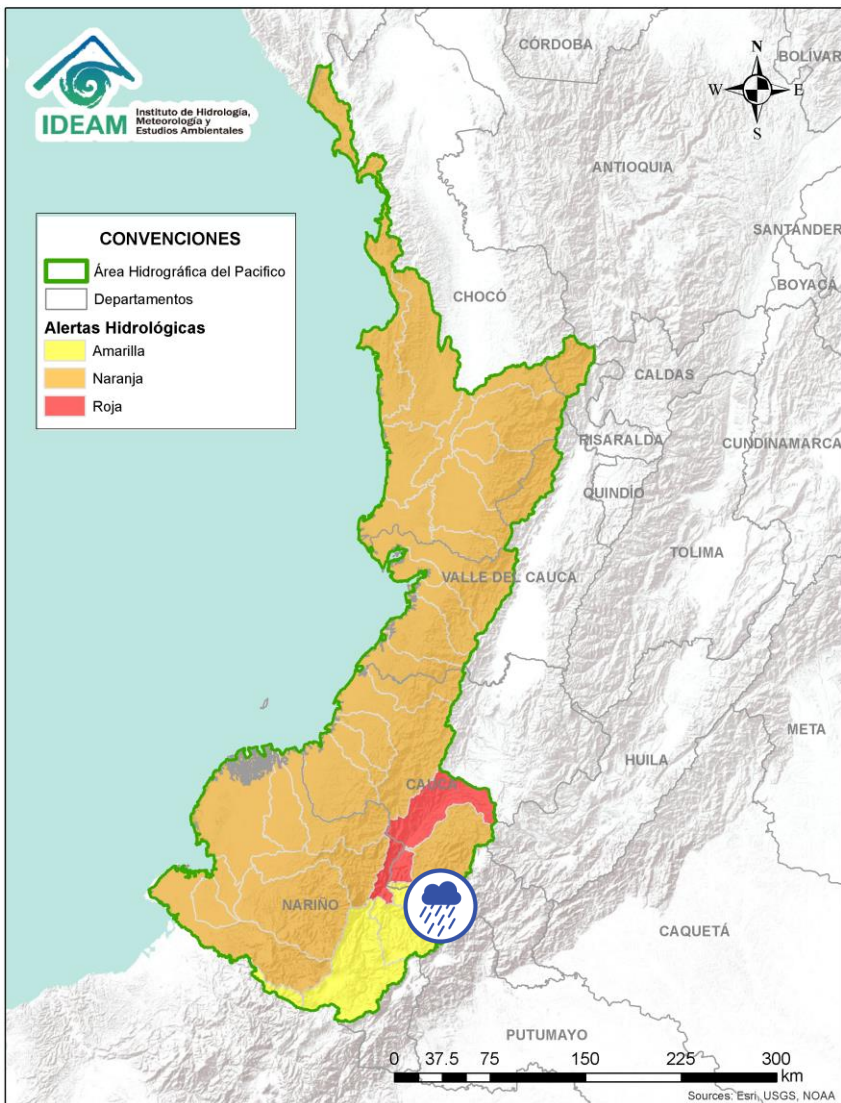 IDEAM
Instituto de Hidrología,
Meteorología y
Estudios Ambientales
CÓRDOBA
BOLÍVAR
N
W
E
S
ANTIOQUIA
SANTANDER
BOYACÁ
CONVENCIONES
Área Hidrográfica del Pacifico
Departamentos
Alertas Hidrológicas
Amarilla
Naranja
Roja
CHOCÓ
CALDAS
RISARALDA
CUNDINAMARCA
QUINDÍO
TOLIMA
VALLE DEL CAUCA
META
HUILA
CAUCA
NARIÑO
CAQUETÁ
PUTUMAYO
0 37.5 75 150 225 300
km
Sources: Esri, USGS, NOAA